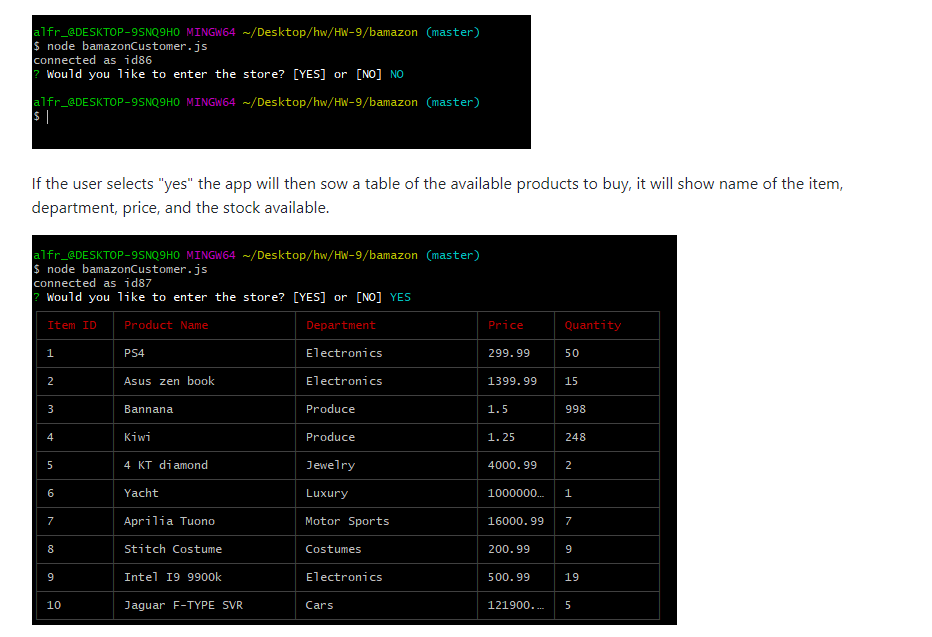 alfr_@DESKTOP-9SNQ9HO MINGW64 ~/Desktop/hw/HW-9/bamazon (master)
$ node bamazonCustomer.js
connected as id86
? Would you like to enter the store? [YES] or [NO] NO
alfr_@DESKTOP-9SNQ9HO MINGW64 ~/Desktop/hw/HW-9/bamazon (master)
$
If the user selects "yes" the app will then sow a table of the available products to buy, it will show name of the item,
department, price, and the stock available.
alfr_@DESKTOP-9SNQ9HO MINGW64 ~/Desktop/hw/HW-9/bamazon (master)
$ node bamazonCustomer.js
connected as id87
? Would you like to enter the store? [YES] or [NO] YES
Item ID Product Name Department Price Quantity
1 PS4 Electronics 299.99 50
2 Asus zen book Electronics 1399.99 15
3 Bannana Produce 1.5 998
4 Kiwi Produce 1.25 248
5 4 KT diamond Jewelry 4000.99 2
6 Yacht Luxury 1000000… 1
7 Aprilia Tuono Motor Sports 16000.99 7
8 Stitch Costume Costumes 200.99 9
9 Intel I9 9900k Electronics 500.99 19
10 Jaguar F-TYPE SVR Cars 121900.… 5